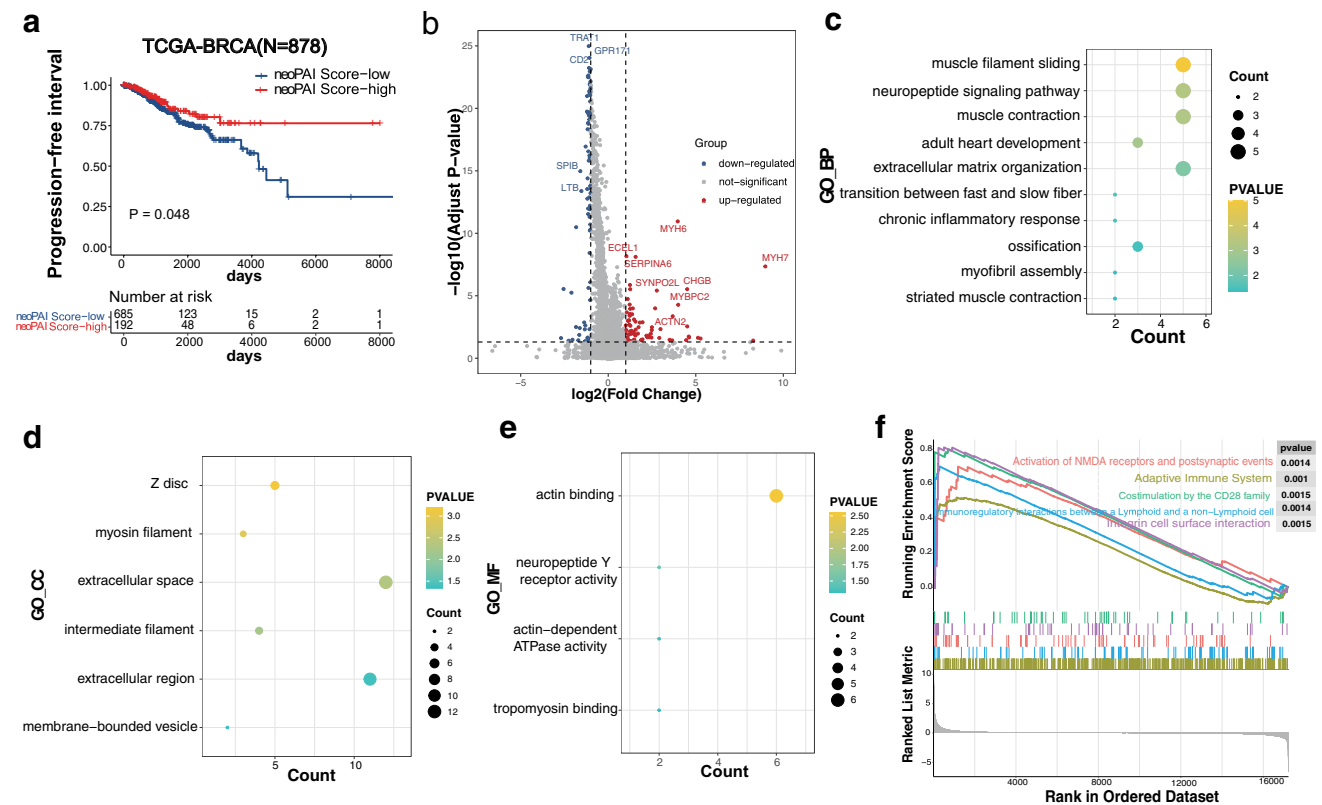 a
TCGA-BRCA(N=878)
neoPAI Score-low
neoPAI Score-high
Progression-free interval
1.00
0.75
0.50
0.25
0.00
P = 0.048
0 2000 4000 6000 8000
days
Number at risk
neoPAI Score-low 685 123 15 2 1
neoPAI Score-high 192 48 6 2 1
0 2000 4000 6000 8000
days
b
−log10(Adjust P-value)
25
20
15
10
5
0
TRAT1
GPR171
CD2
SPIB
LTB
Group
down-regulated
not-significant
up-regulated
MYH6
ECEL1
SERPINA6
MYH7
SYNPO2L
CHGB
MYBPC2
ACTN2
−5 0 5 10
log2(Fold Change)
c
GO_BP
muscle filament sliding
neuropeptide signaling pathway
muscle contraction
adult heart development
extracellular matrix organization
transition between fast and slow fiber
chronic inflammatory response
ossification
myofibril assembly
striated muscle contraction
2 4 6
Count
Count
2
3
4
5
PVALUE
5
4
3
2
d
GO_CC
Z disc
myosin filament
extracellular space
intermediate filament
extracellular region
membrane−bounded vesicle
5 10
Count
PVALUE
3.0
2.5
2.0
1.5
Count
2
4
6
8
10
12
e
GO_MF
actin binding
neuropeptide Y
receptor activity
actin−dependent
ATPase activity
tropomyosin binding
2 4 6
Count
PVALUE
2.50
2.25
2.00
1.75
1.50
Count
2
3
4
5
6
f
Running Enrichment Score
0.8
0.6
0.4
0.2
0.0
pvalue
Activation of NMDA receptors and postsynaptic events 0.0014
Adaptive Immune System 0.001
Costimulation by the CD28 family 0.0015
Immunoregulatory interactions between a Lymphoid and a non−Lymphoid cell 0.0014
Integrin cell surface interaction 0.0015
Ranked List Metric
10
5
0
−5
4000 8000 12000 16000
Rank in Ordered Dataset